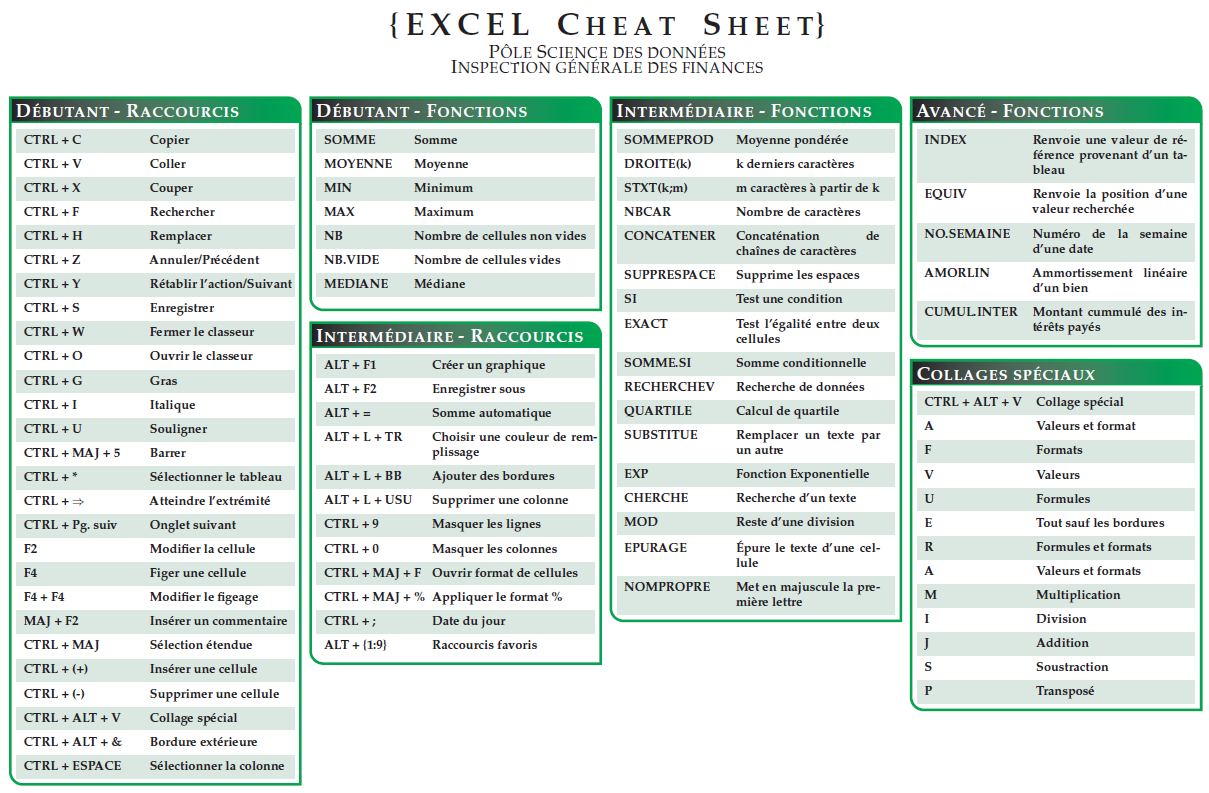 {EXCEL CHEAT SHEET}
PÔLE SCIENCE DES DONNÉES
INSPECTION GÉNÉRALE DES FINANCES
DÉBUTANT - RACCOURCIS
CTRL + C Copier
CTRL + V Coller
CTRL + X Couper
CTRL + F Rechercher
CTRL + H Remplacer
CTRL + Z Annuler/Précédent
CTRL + Y Rétablir l'action/Suivant
CTRL + S Enregistrer
CTRL + W Fermer le classeur
CTRL + O Ouvrir le classeur
CTRL + G Gras
CTRL + I Italique
CTRL + U Souligner
CTRL + MAJ + 5 Barrer
CTRL + * Sélectionner le tableau
CTRL + ⇒ Atteindre l'extrémité
CTRL + Pg. suiv Onglet suivant
F2 Modifier la cellule
F4 Figer une cellule
F4 + F4 Modifier le figeage
MAJ + F2 Insérer un commentaire
CTRL + MAJ Sélection étendue
CTRL + (+) Insérer une cellule
CTRL + (-) Supprimer une cellule
CTRL + ALT + V Collage spécial
CTRL + ALT + & Bordure extérieure
CTRL + ESPACE Sélectionner la colonne
DÉBUTANT - FONCTIONS
SOMME Somme
MOYENNE Moyenne
MIN Minimum
MAX Maximum
NB Nombre de cellules non vides
NB.VIDE Nombre de cellules vides
MEDIANE Médiane
INTERMÉDIAIRE - RACCOURCIS
ALT + F1 Créer un graphique
ALT + F2 Enregistrer sous
ALT + = Somme automatique
ALT + L + TR Choisir une couleur de rem-
plissage
ALT + L + BB Ajouter des bordures
ALT + L + USU Supprimer une colonne
CTRL + 9 Masquer les lignes
CTRL + 0 Masquer les colonnes
CTRL + MAJ + F Ouvrir format de cellules
CTRL + MAJ + % Appliquer le format %
CTRL + ; Date du jour
ALT + {1:9} Raccourcis favoris
INTERMÉDIAIRE - FONCTIONS
SOMMEPROD Moyenne pondérée
DROITE(k) k derniers caractères
STXT(k;m) m caractères à partir de k
NBCAR Nombre de caractères
CONCATENER Concaténation de
chaînes de caractères
SUPPRESPACE Supprime les espaces
SI Test une condition
EXACT Test l'égalité entre deux
cellules
SOMME.SI Somme conditionnelle
RECHERCHEV Recherche de données
QUARTILE Calcul de quartile
SUBSTITUE Remplacer un texte par
un autre
EXP Fonction Exponentielle
CHERCHE Recherche d'un texte
MOD Reste d'une division
EPURAGE Épure le texte d'une cel-
lule
NOMPROPRE Met en majuscule la pre-
mière lettre
AVANCÉ - FONCTIONS
INDEX Renvoie une valeur de ré-
férence provenant d'un ta-
bleau
EQUIV Renvoie la position d'une
valeur recherchée
NO.SEMAINE Numéro de la semaine
d'une date
AMORLIN Ammortissement linéaire
d'un bien
CUMUL.INTER Montant cummulé des in-
térêts payés
COLLAGES SPÉCIAUX
CTRL + ALT + V Collage spécial
A Valeurs et format
F Formats
V Valeurs
U Formules
E Tout sauf les bordures
R Formules et formats
A Valeurs et formats
M Multiplication
I Division
J Addition
S Soustraction
P Transposé